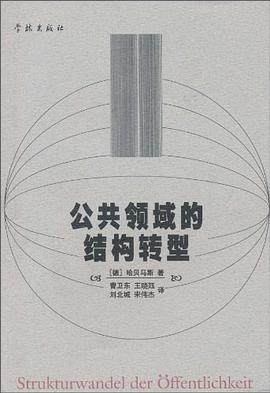 学林出版社
公共领域的
结构转型
[德] 哈贝马斯 著
曹卫东 王晓珏 译
刘北城 宋伟杰
Strukturwandel der Öffentlichkeit